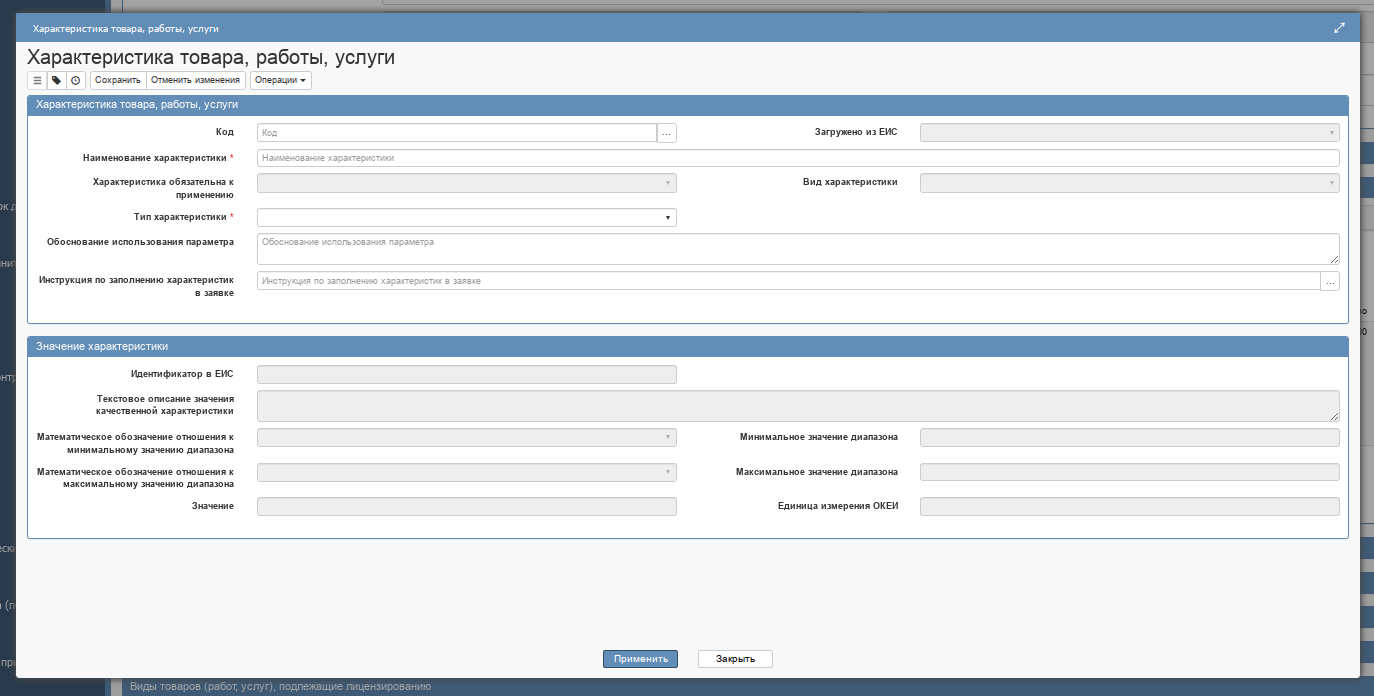 Характеристика товара, работы, услуги
Характеристика товара, работы, услуги
Сохранить Отменить изменения Операции
Характеристика товара, работы, услуги
Код Код ... Загружено из ЕИС
Наименование характеристики * Наименование характеристики
Характеристика обязательна к
применению
Вид характеристики
Тип характеристики *
Обоснование использования параметра Обоснование использования параметра
Инструкция по заполнению характеристик
в заявке
Инструкция по заполнению характеристик в заявке ...
Значение характеристики
Идентификатор в ЕИС
Текстовое описание значения
качественной характеристики
Математическое обозначение отношения к
минимальному значению диапазона
Минимальное значение диапазона
Математическое обозначение отношения к
максимальному значению диапазона
Максимальное значение диапазона
Значение Единица измерения ОКЕИ
Применить Закрыть
Виды товаров (работ, услуг), подлежащие лицензированию